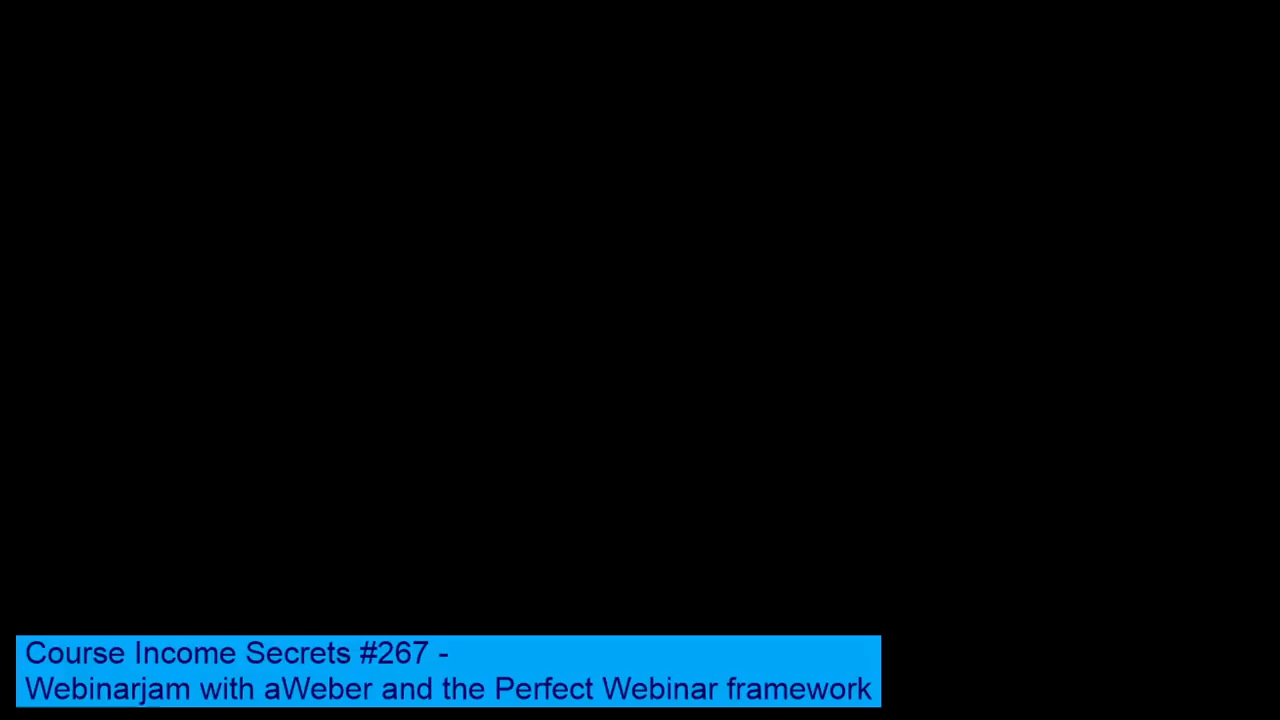 Course Income Secrets #267 -
Webinarjam with aWeber and the Perfect Webinar framework